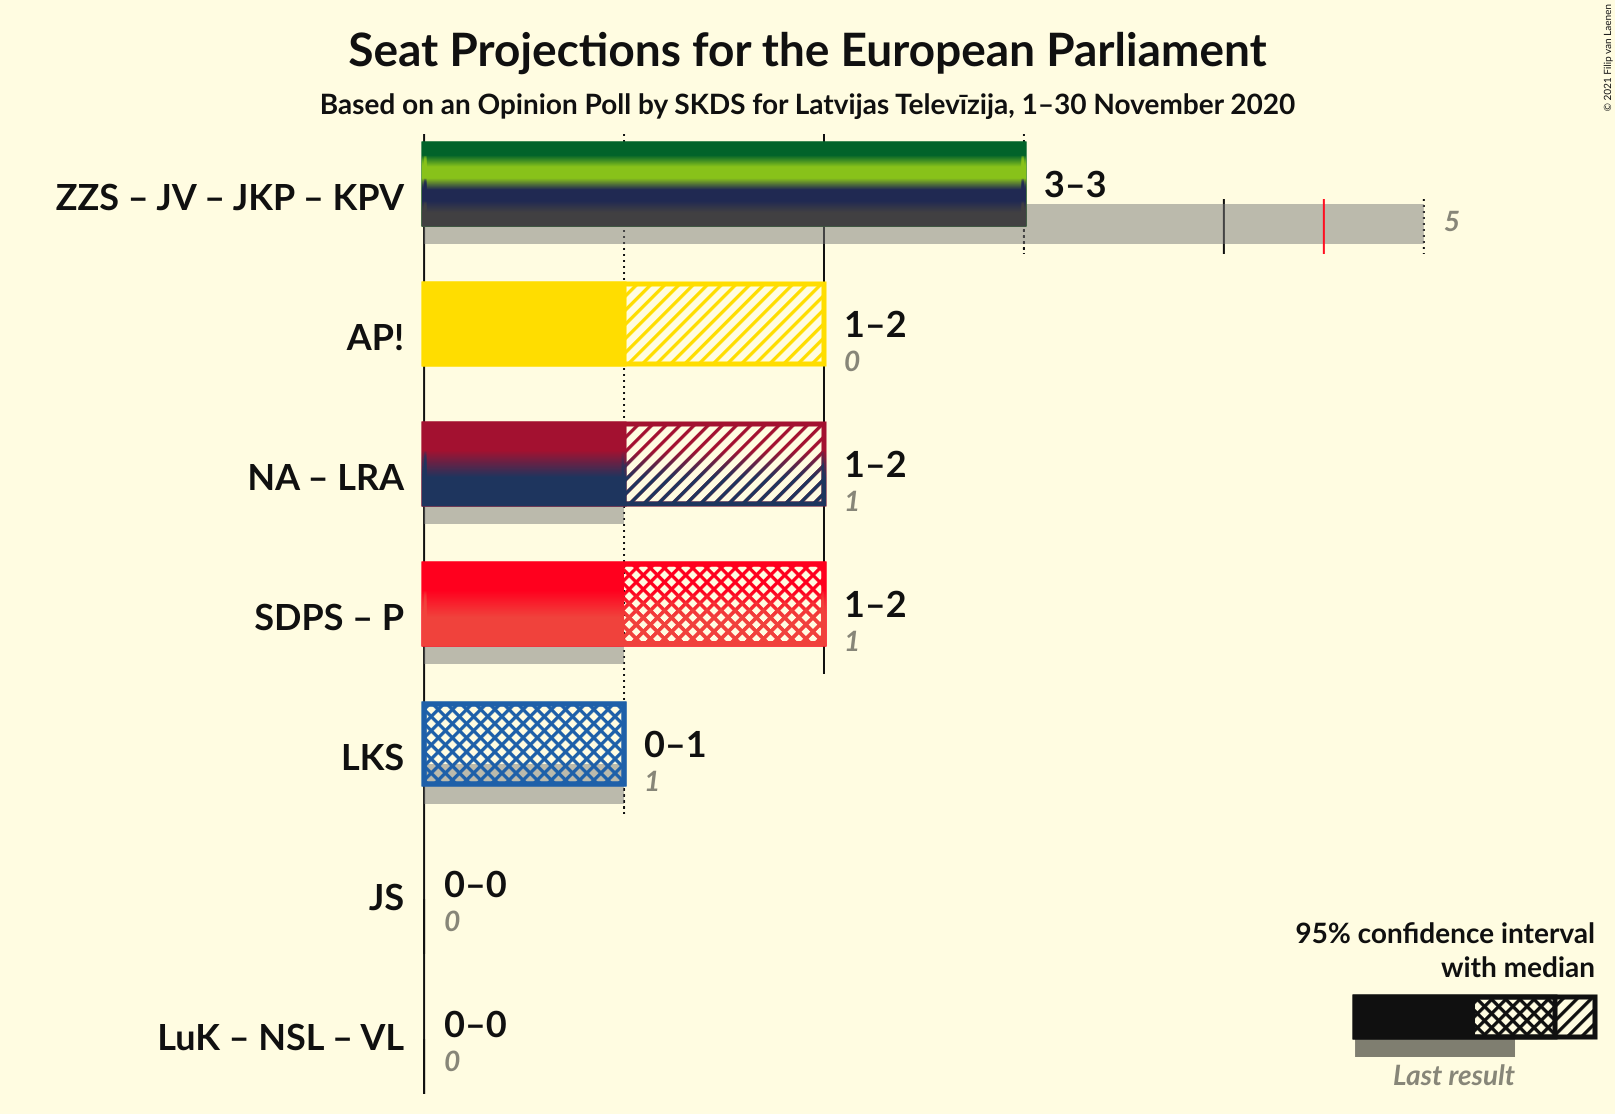 Seat Projections for the European Parliament
Based on an Opinion Poll by SKDS for Latvijas Televīzija, 1–30 November 2020
© 2021 Filip van Laenen
ZZS – JV – JKP – KPV
3–3
5
AP!
1–2
0
NA – LRA
1–2
1
SDPS – P
1–2
1
LKS
0–1
1
JS
0–0
0
LuK – NSL – VL
0–0
0
95% confidence interval
with median
Last result